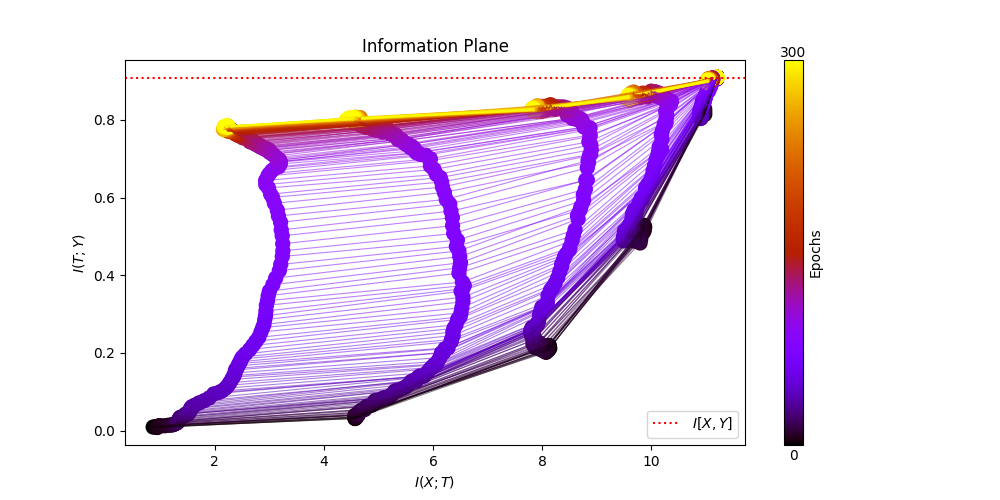 Information Plane
300
0.8
0.6
0.4
0.2
0.0
I(T; Y)
2
4
6
8
10
I(X; T)
I[X, Y]
Epochs
0